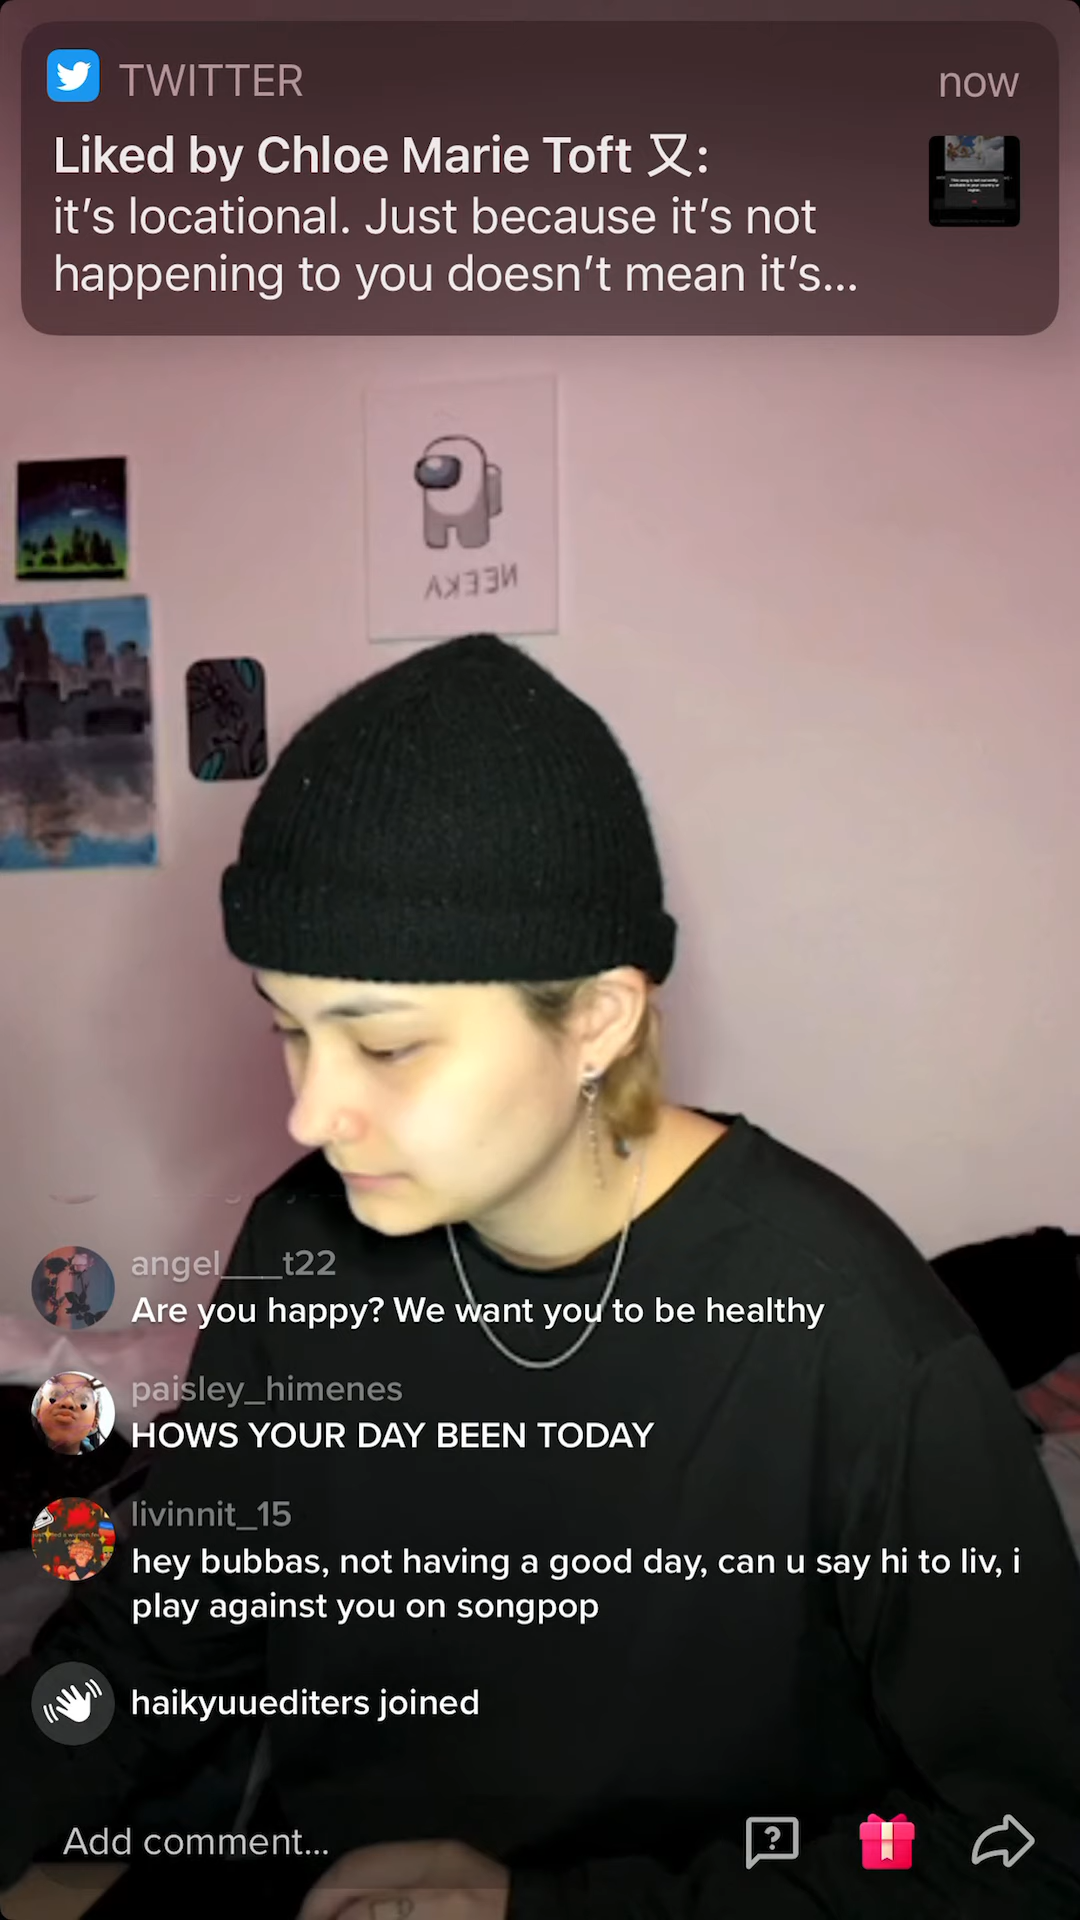 TWITTER
now
Liked by Chloe Marie Toft 又:
it's locational. Just because it's not
happening to you doesn't mean it's...
NEEKA
angel___t22
Are you happy? We want you to be healthy
paisley_himenes
HOWS YOUR DAY BEEN TODAY
livinnit_15
hey bubbas, not having a good day, can u say hi to liv, i
play against you on songpop
haikyuuediters joined
Add comment...
?